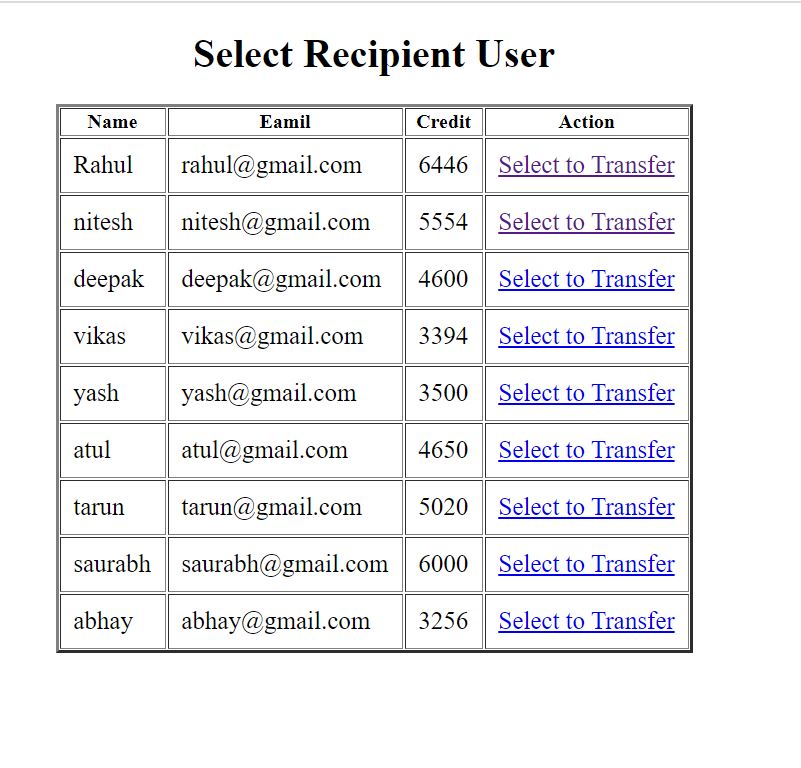 Select Recipient User
Name Eamil Credit Action
Rahul rahul@gmail.com 6446 Select to Transfer
nitesh nitesh@gmail.com 5554 Select to Transfer
deepak deepak@gmail.com 4600 Select to Transfer
vikas vikas@gmail.com 3394 Select to Transfer
yash yash@gmail.com 3500 Select to Transfer
atul atul@gmail.com 4650 Select to Transfer
tarun tarun@gmail.com 5020 Select to Transfer
saurabh saurabh@gmail.com 6000 Select to Transfer
abhay abhay@gmail.com 3256 Select to Transfer